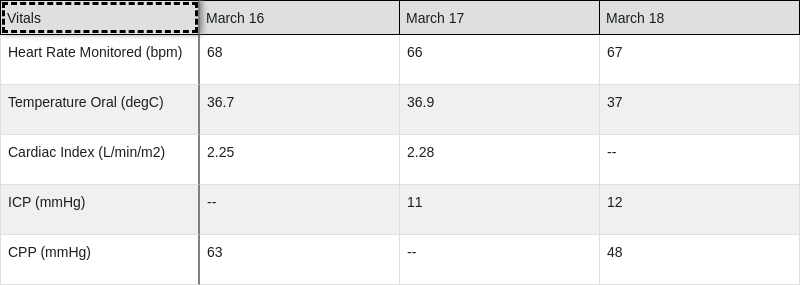 Vitals March 16 March 17 March 18
Heart Rate Monitored (bpm) 68 66 67
Temperature Oral (degC) 36.7 36.9 37
Cardiac Index (L/min/m2) 2.25 2.28 --
ICP (mmHg) -- 11 12
CPP (mmHg) 63 -- 48